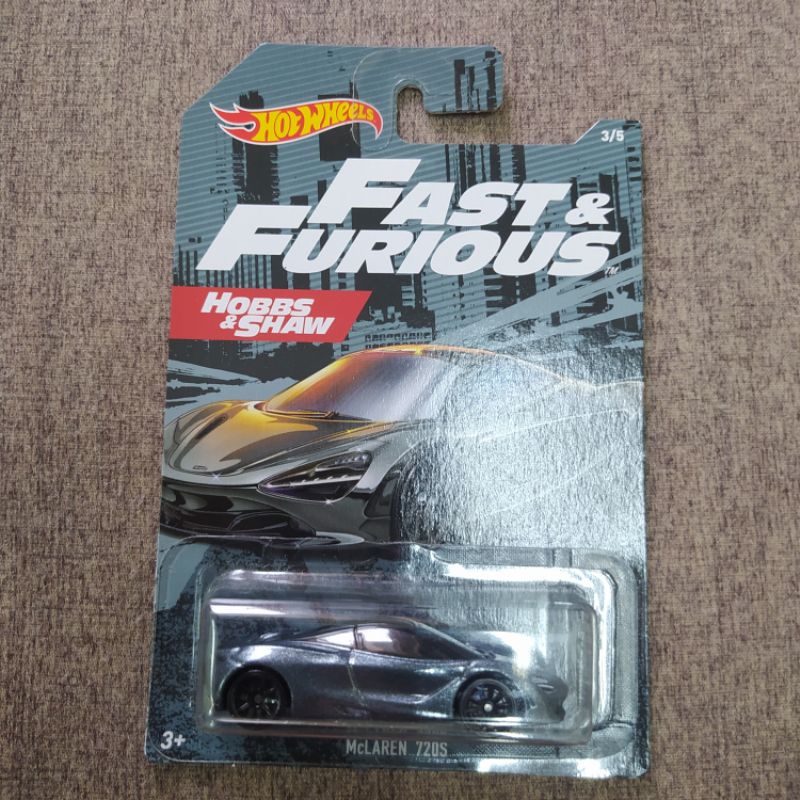 HOT WHEELS
3/5
FAST &
FURIOUS
TM
HOBBS
& SHAW
3+
McLAREN 720S